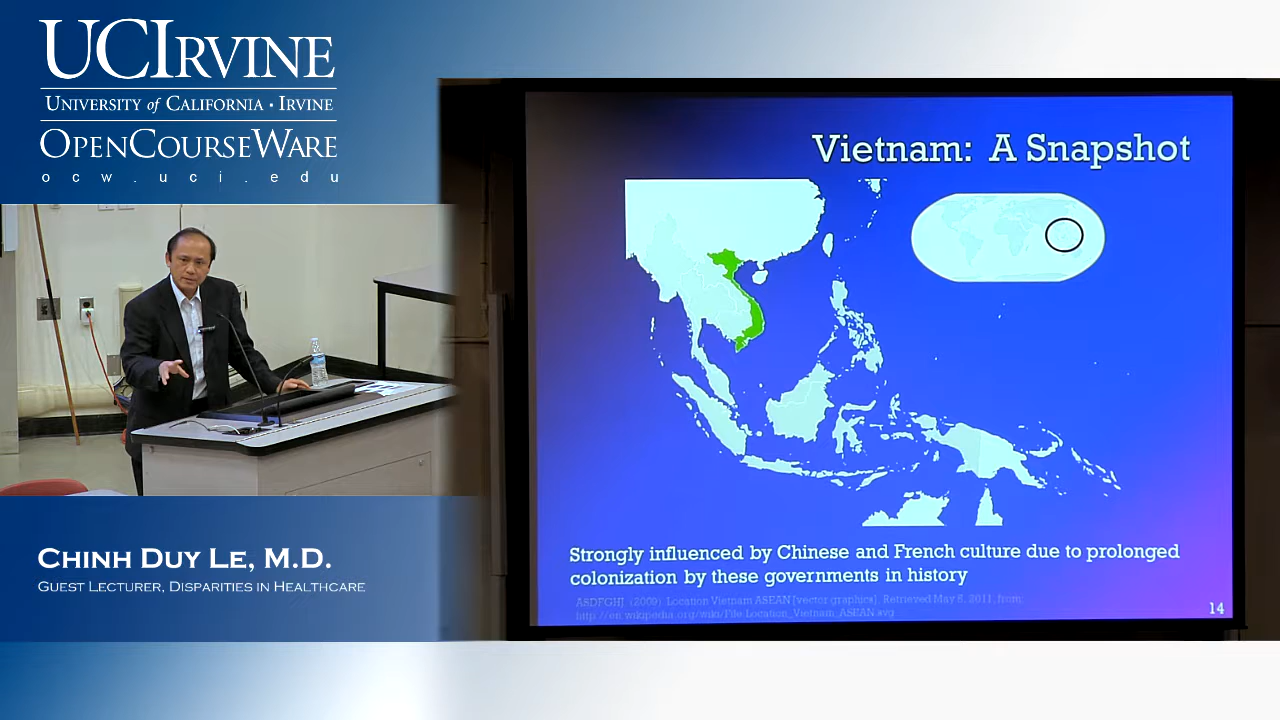 UCIRVINE
UNIVERSITY of CALIFORNIA · IRVINE
OPENCOURSEWARE
ocw.uci.edu
Vietnam: A Snapshot
Strongly influenced by Chinese and French culture due to prolonged
colonization by these governments in history
ASDFGHJ. (2009). Location Vietnam ASEAN [vector graphics]. Retrieved May 8, 2011, from:
http://en.wikipedia.org/wiki/File:Location_Vietnam_ASEAN.svg
14
CHINH DUY LE, M.D.
GUEST LECTURER, DISPARITIES IN HEALTHCARE